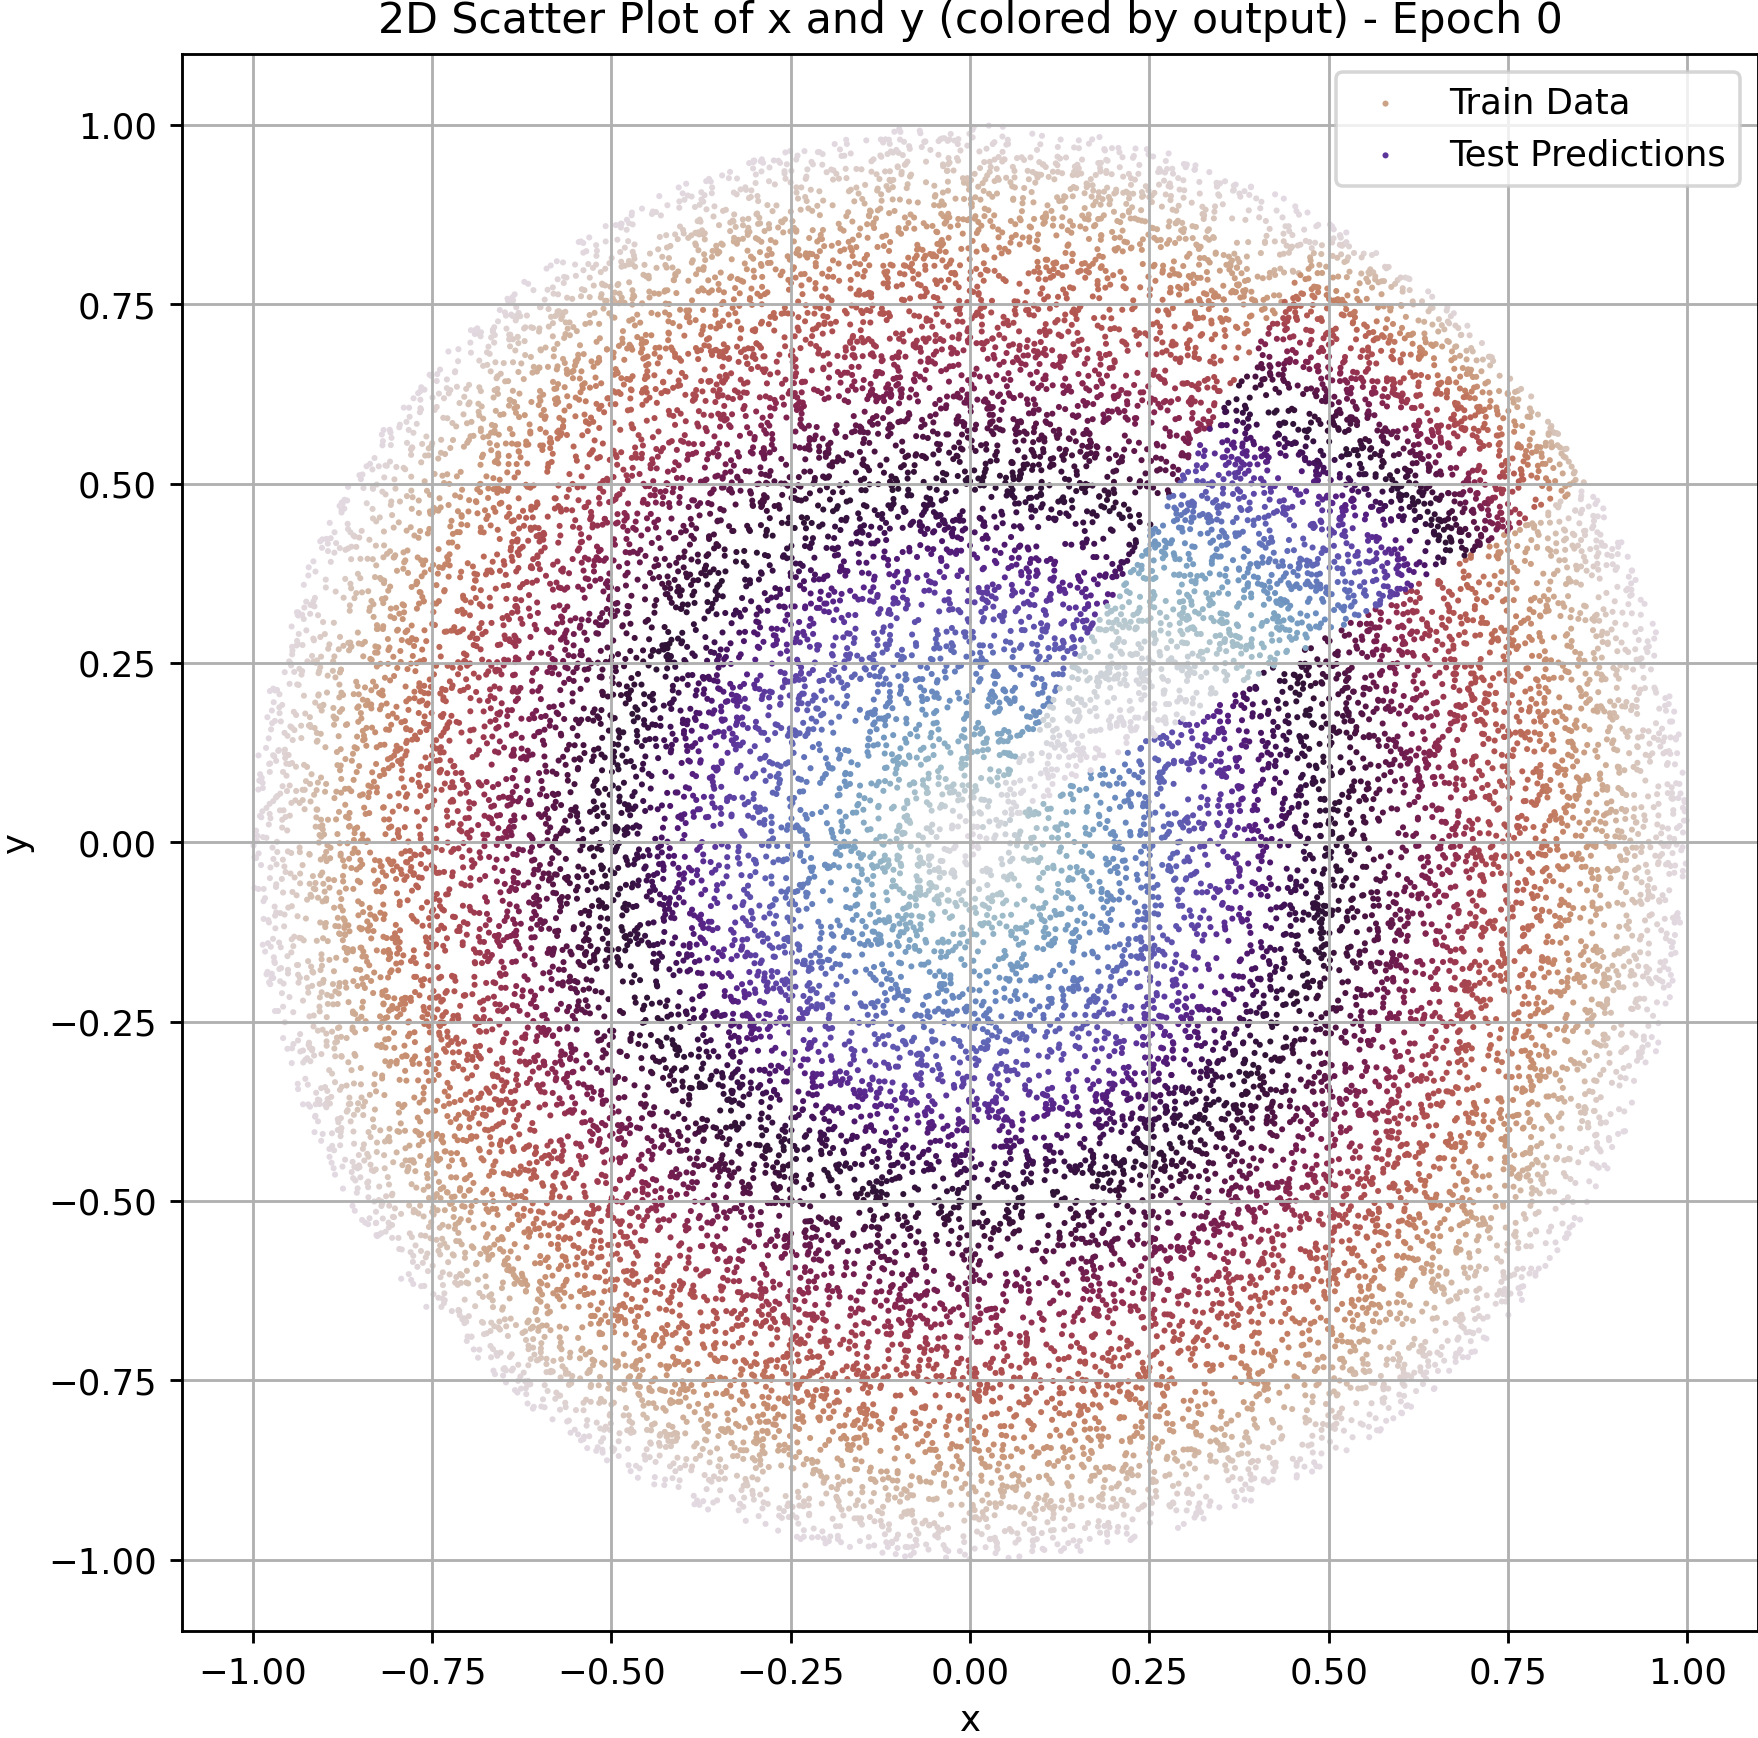 2D Scatter Plot of x and y (colored by output) - Epoch 0
Train Data
Test Predictions
1.00
0.75
0.50
0.25
0.00
−0.25
−0.50
−0.75
−1.00
y
−1.00 −0.75 −0.50 −0.25 0.00 0.25 0.50 0.75 1.00
x